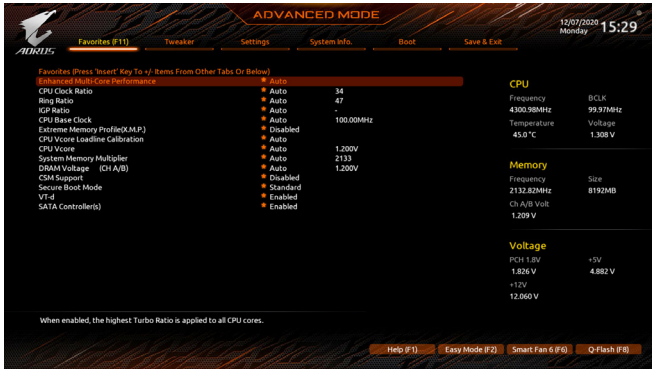 ADVANCED MODE
12/07/2020 15:29
Monday
AORUS
Favorites (F11) Tweaker Settings System Info. Boot Save & Exit
Favorites (Press 'Insert' Key To +/- Items From Other Tabs Or Below)
Enhanced Multi-Core Performance Auto
CPU Clock Ratio Auto 34
Ring Ratio Auto 47
IGP Ratio Auto -
CPU Base Clock Auto 100.00MHz
Extreme Memory Profile(X.M.P.) Disabled
CPU Vcore Loadline Calibration Auto
CPU Vcore Auto 1.200V
System Memory Multiplier Auto 2133
DRAM Voltage (CH A/B) Auto 1.200V
CSM Support Disabled
Secure Boot Mode Standard
VT-d Enabled
SATA Controller(s) Enabled
CPU
Frequency BCLK
4300.98MHz 99.97MHz
Temperature Voltage
45.0 °C 1.308 V
Memory
Frequency Size
2132.82MHz 8192MB
Ch A/B Volt
1.209 V
Voltage
PCH 1.8V +5V
1.826 V 4.882 V
+12V
12.060 V
When enabled, the highest Turbo Ratio is applied to all CPU cores.
Help (F1) Easy Mode (F2) Smart Fan 6 (F6) Q-Flash (F8)